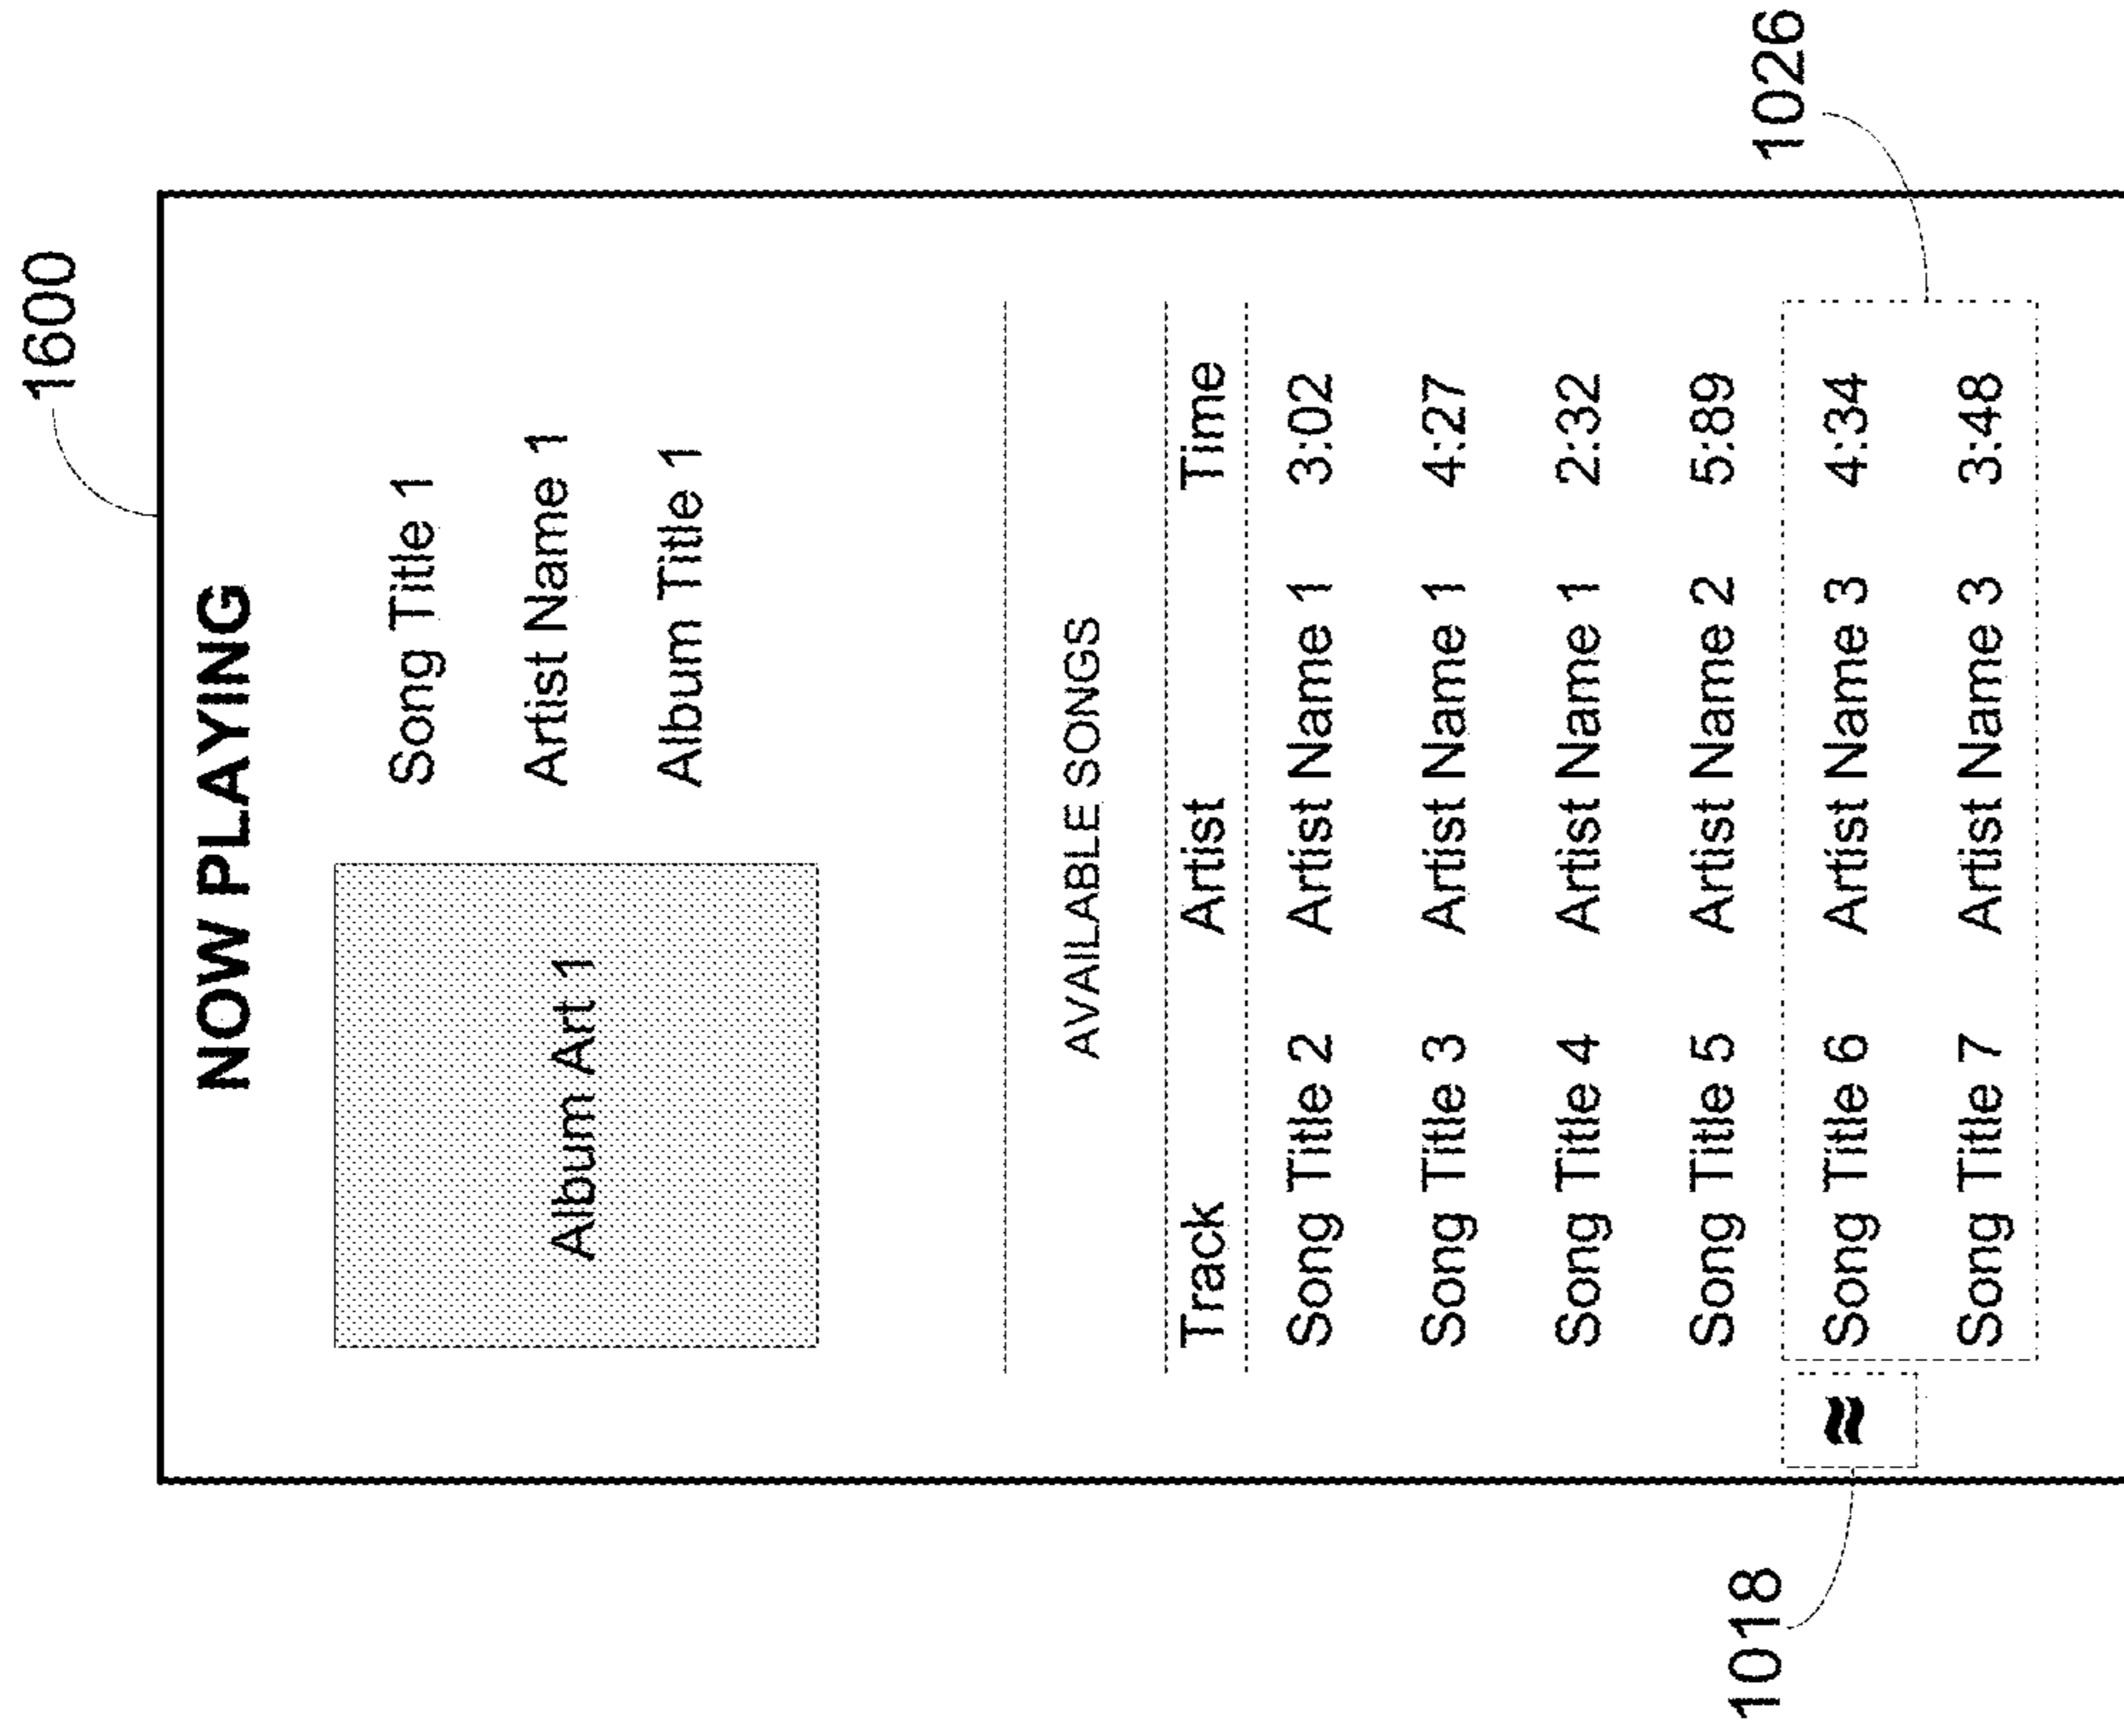 1600
NOW PLAYING
Album Art 1
Song Title 1
Artist Name 1
Album Title 1
AVAILABLE SONGS
Track Artist Time
Song Title 2 Artist Name 1 3:02
Song Title 3 Artist Name 1 4:27
Song Title 4 Artist Name 1 2:32
Song Title 5 Artist Name 2 5:89
≈ Song Title 6 Artist Name 3 4:34
Song Title 7 Artist Name 3 3:48
1018
1026